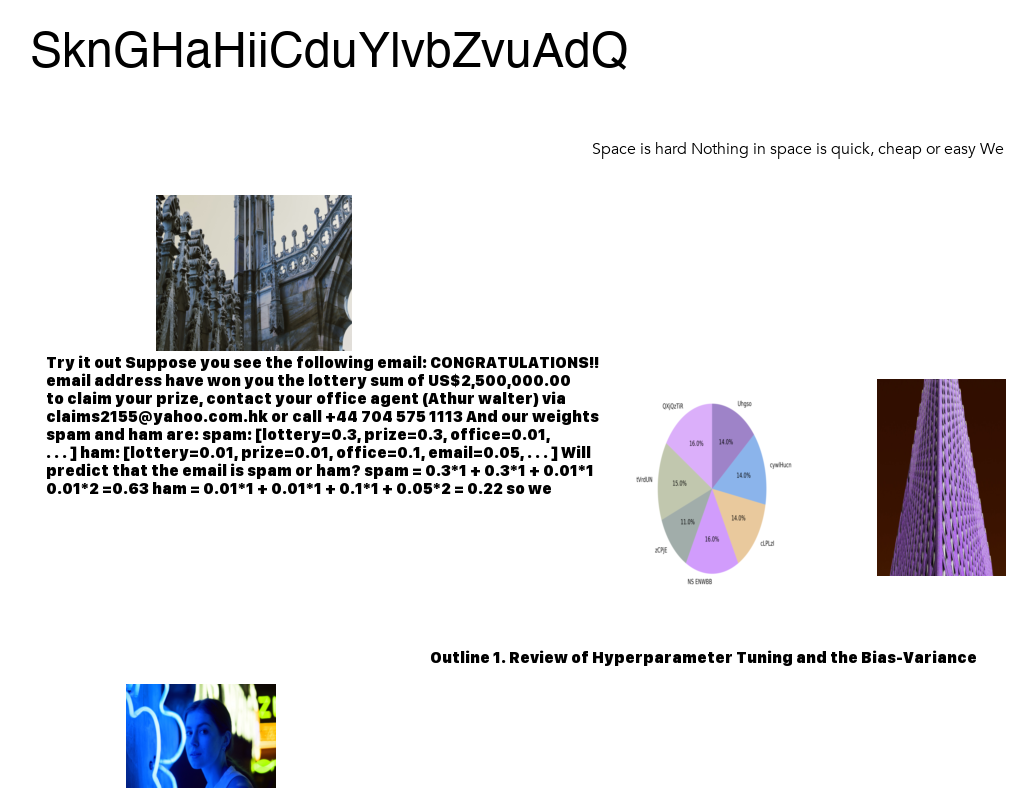 SknGHaHiiCduYlvbZvuAdQ
Space is hard Nothing in space is quick, cheap or easy We
Try it out Suppose you see the following email: CONGRATULATIONS!!
email address have won you the lottery sum of US$2,500,000.00
to claim your prize, contact your office agent (Athur walter) via
claims2155@yahoo.com.hk or call +44 704 575 1113 And our weights
spam and ham are: spam: [lottery=0.3, prize=0.3, office=0.01,
. . . ] ham: [lottery=0.01, prize=0.01, office=0.1, email=0.05, . . . ] Will
predict that the email is spam or ham? spam = 0.3*1 + 0.3*1 + 0.01*1
0.01*2 =0.63 ham = 0.01*1 + 0.01*1 + 0.1*1 + 0.05*2 = 0.22 so we
Uhgso
16.0%
14.0%
14.0%
15.0%
14.0%
11.0%
cLPLzI
zCPJE
16.0%
NS ENWBB
Outline 1. Review of Hyperparameter Tuning and the Bias-Variance